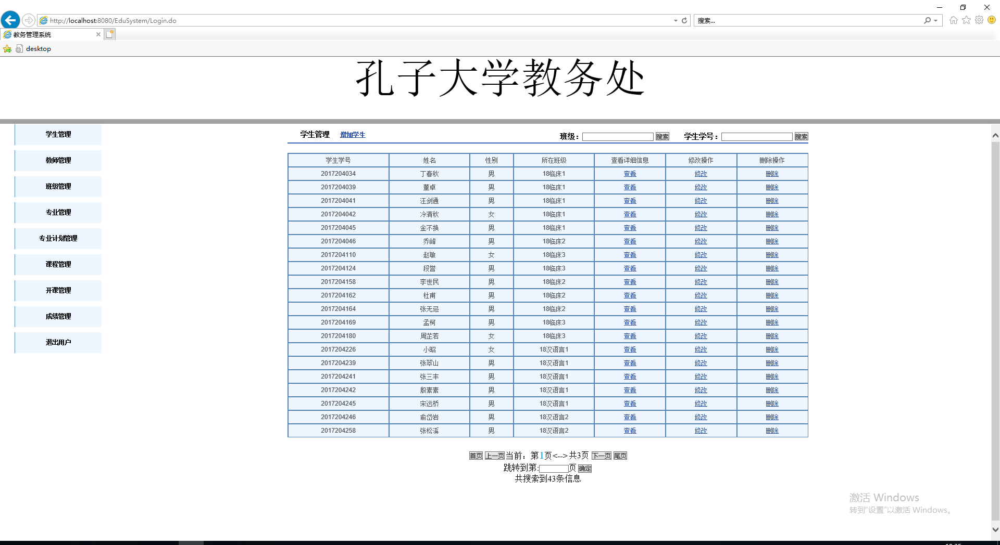 http://localhost:8080/EduSystem/Login.do
搜索...
教务管理系统
desktop
孔子大学教务处
学生管理
教师管理
班级管理
专业管理
专业计划管理
课程管理
开课管理
成绩管理
退出用户
学生管理 增加学生 班级： 搜索 学生学号： 搜索
学生学号 姓名 性别 所在班级 查看详细信息 修改操作 删除操作
2017204034 丁春秋 男 18临床1 查看 修改 删除
2017204039 董卓 男 18临床1 查看 修改 删除
2017204041 汪剑通 男 18临床1 查看 修改 删除
2017204042 冷清秋 女 18临床1 查看 修改 删除
2017204045 金不换 男 18临床1 查看 修改 删除
2017204046 乔峰 男 18临床2 查看 修改 删除
2017204110 赵敏 女 18临床3 查看 修改 删除
2017204124 段誉 男 18临床3 查看 修改 删除
2017204158 李世民 男 18临床2 查看 修改 删除
2017204162 杜甫 男 18临床2 查看 修改 删除
2017204164 张无忌 男 18临床2 查看 修改 删除
2017204169 孟柯 男 18临床3 查看 修改 删除
2017204180 周芷若 女 18临床3 查看 修改 删除
2017204226 小昭 女 18汉语言1 查看 修改 删除
2017204239 张翠山 男 18汉语言1 查看 修改 删除
2017204241 张三丰 男 18汉语言1 查看 修改 删除
2017204242 殷素素 男 18汉语言1 查看 修改 删除
2017204245 宋远桥 男 18汉语言1 查看 修改 删除
2017204246 俞岱岩 男 18汉语言2 查看 修改 删除
2017204258 张松溪 男 18汉语言2 查看 修改 删除
首页 上一页 当前：第1页<-->共3页 下一页 尾页
跳转到第:页 确定
共搜索到43条信息
激活 Windows
转到“设置”以激活 Windows。